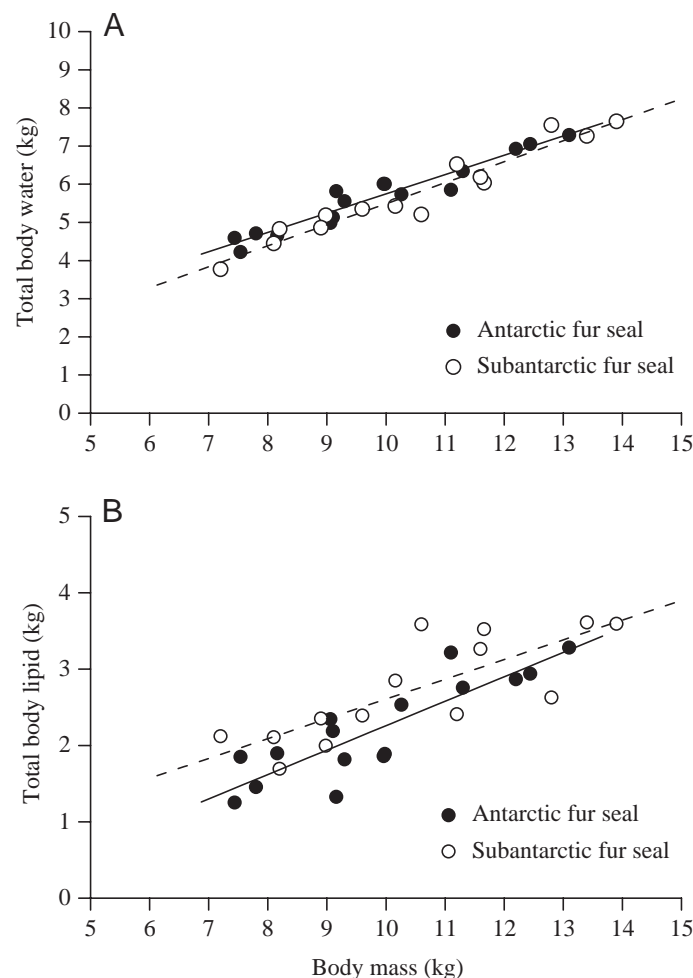 A
10
9
8
7
6
5
4
3
2
1
0
Total body water (kg)
Antarctic fur seal
Subantarctic fur seal
5 6 7 8 9 10 11 12 13 14 15
B
5
4
3
2
1
0
Total body lipid (kg)
Antarctic fur seal
Subantarctic fur seal
5 6 7 8 9 10 11 12 13 14 15
Body mass (kg)